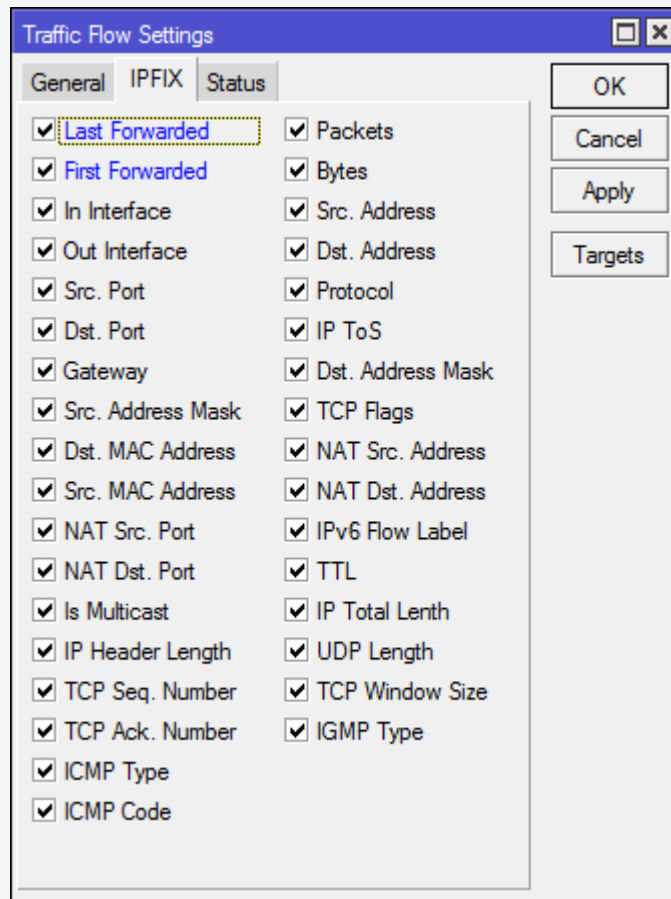 Traffic Flow Settings
General IPFIX Status
OK
Cancel
Apply
Targets
Last Forwarded Packets
First Forwarded Bytes
In Interface Src. Address
Out Interface Dst. Address
Src. Port Protocol
Dst. Port IP ToS
Gateway Dst. Address Mask
Src. Address Mask TCP Flags
Dst. MAC Address NAT Src. Address
Src. MAC Address NAT Dst. Address
NAT Src. Port IPv6 Flow Label
NAT Dst. Port TTL
Is Multicast IP Total Lenth
IP Header Length UDP Length
TCP Seq. Number TCP Window Size
TCP Ack. Number IGMP Type
ICMP Type
ICMP Code